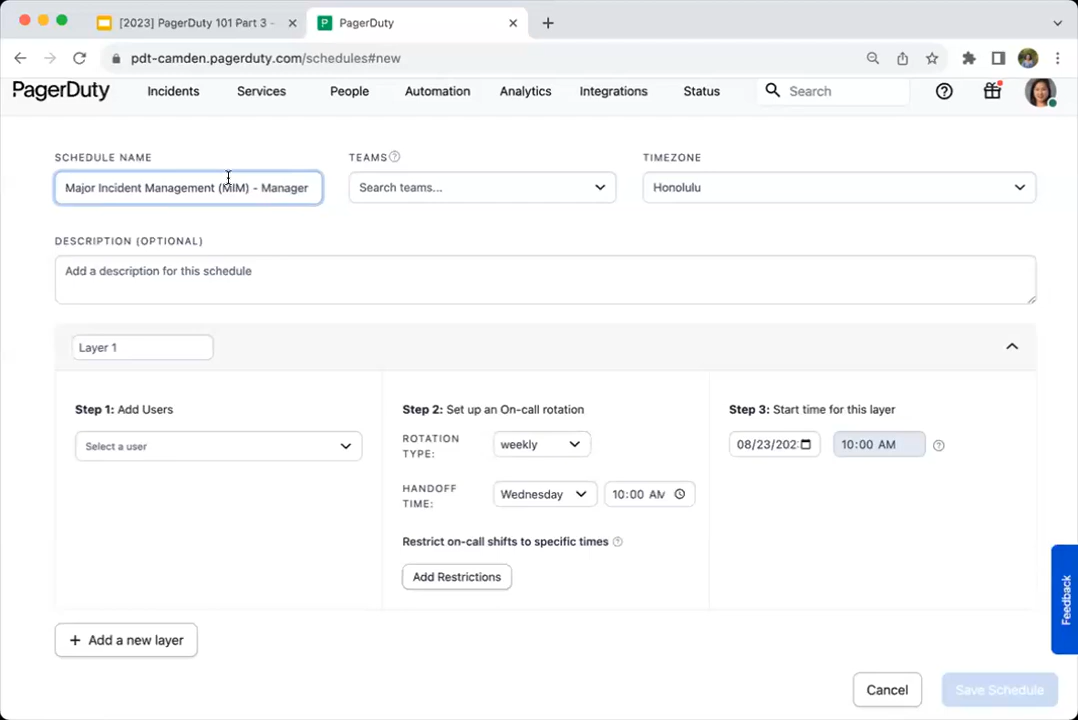 [2023] PagerDuty 101 Part 3 -
PagerDuty
pdt-camden.pagerduty.com/schedules#new
PagerDuty
Incidents
Services
People
Automation
Analytics
Integrations
Status
Search
SCHEDULE NAME
TEAMS
TIMEZONE
Major Incident Management (MIM) - Manager
Search teams...
Honolulu
DESCRIPTION (OPTIONAL)
Add a description for this schedule
Layer 1
Step 1: Add Users
Step 2: Set up an On-call rotation
Step 3: Start time for this layer
Select a user
ROTATION
TYPE:
weekly
08/23/202
10:00 AM
HANDOFF
TIME:
Wednesday
10:00 AM
Restrict on-call shifts to specific times
Add Restrictions
+ Add a new layer
Feedback
Cancel
Save Schedule